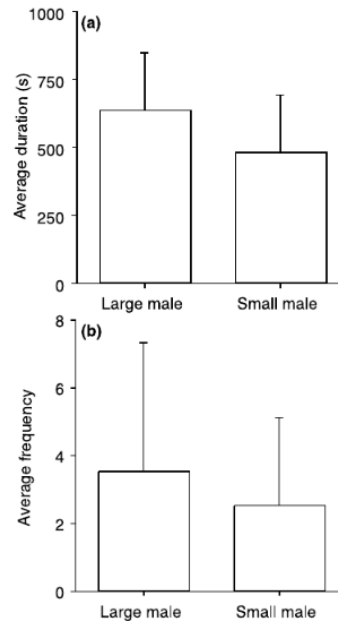 (a)
1000
750
500
250
0
Average duration (s)
Large male
Small male
(b)
8
6
4
2
0
Average frequency
Large male
Small male